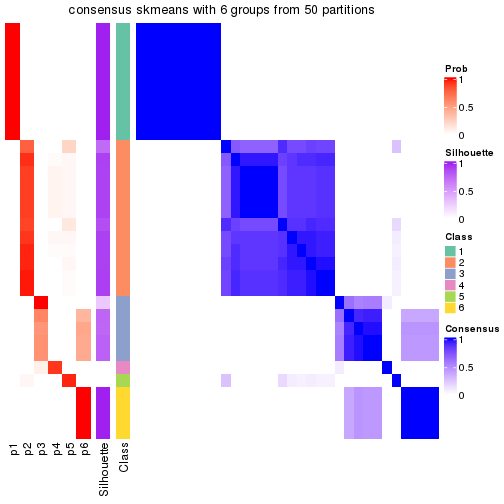 consensus skmeans with 6 groups from 50 partitions
Prob
1
0.5
0
Silhouette
1
0.5
0
Class
1
2
3
4
5
6
Consensus
1
0.5
0
p1
p2
p3
p4
p5
p6
Silhouette
Class